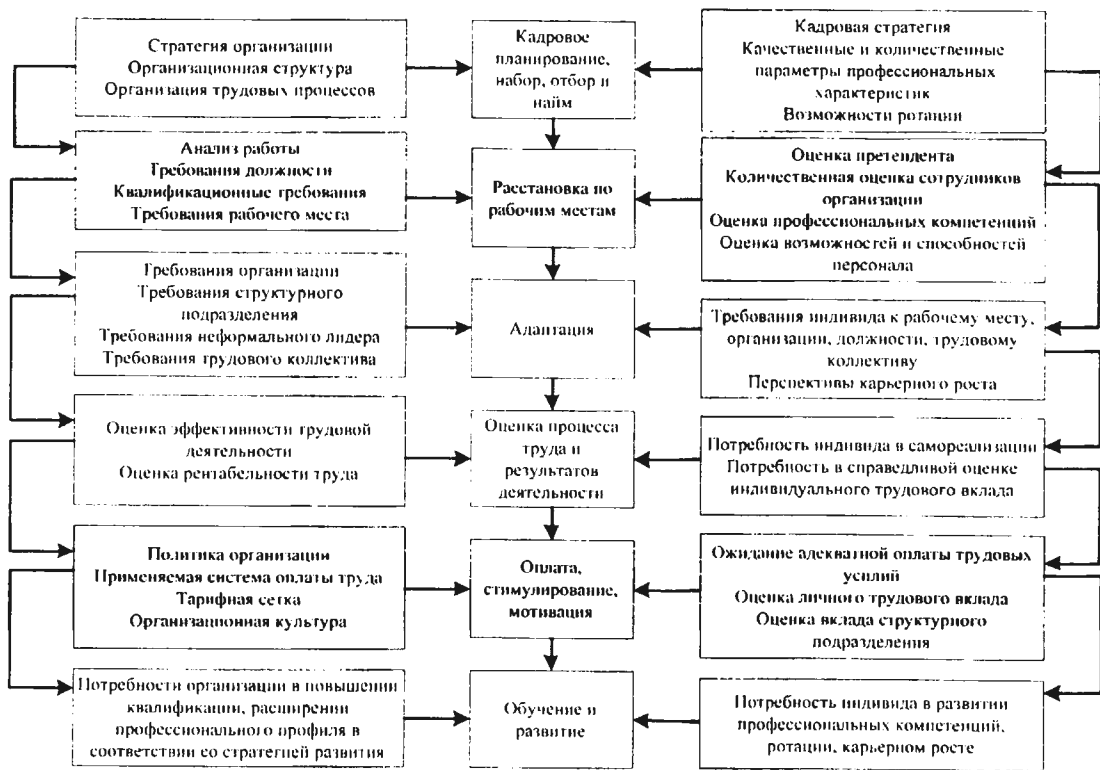 Стратегия организации
Организационная структура
Организация трудовых процессов
Кадровое
планирование,
набор, отбор и
найм
Кадровая стратегия
Качественные и количественные
параметры профессиональных
характеристик
Возможности ротации
Анализ работы
Требования должности
Квалификационные требования
Требования рабочего места
Расстановка по
рабочим местам
Оценка претендента
Количественная оценка сотрудников
организации
Оценка профессиональных компетенций
Оценка возможностей и способностей
персонала
Требования организации
Требования структурного
подразделения
Требования неформального лидера
Требования трудового коллектива
Адаптация
Требования индивида к рабочему месту,
организации, должности, трудовому
коллективу
Перспективы карьерного роста
Оценка эффективности трудовой
деятельности
Оценка рентабельности труда
Оценка процесса
труда и
результатов
деятельности
Потребность индивида в самореализации
Потребность в справедливой оценке
индивидуального трудового вклада
Политика организации
Применяемая система оплаты труда
Тарифная сетка
Организационная культура
Оплата,
стимулирование,
мотивация
Ожидание адекватной оплаты трудовых
усилий
Оценка личного трудового вклада
Оценка вклада структурного
подразделения
Потребности организации в повышении
квалификации, расширении
профессионального профиля в
соответствии со стратегией развития
Обучение и
развитие
Потребность индивида в развитии
профессиональных компетенций,
ротации, карьерном росте